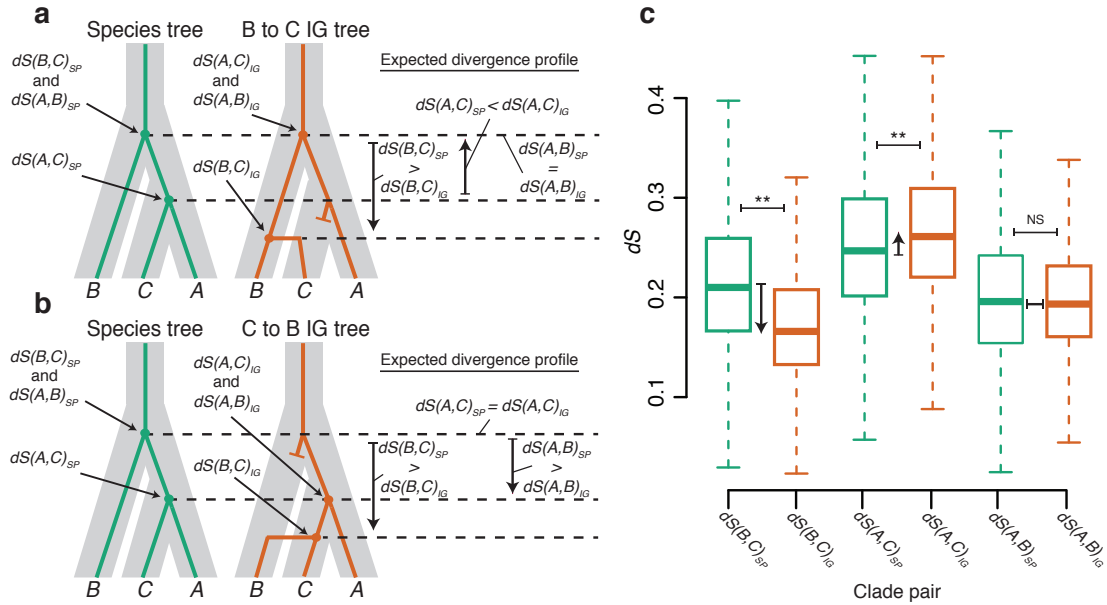 a
Species tree
B to C IG tree
dS(B,C)SP
and
dS(A,B)SP
dS(A,C)SP
dS(A,C)IG
and
dS(A,B)IG
dS(B,C)IG
Expected divergence profile
dS(A,C)SP < dS(A,C)IG
dS(B,C)SP
>
dS(B,C)IG
dS(A,B)SP
=
dS(A,B)IG
B C A
B C A
b
Species tree
C to B IG tree
dS(B,C)SP
and
dS(A,B)SP
dS(A,C)SP
dS(A,C)IG
and
dS(A,B)IG
dS(B,C)IG
Expected divergence profile
dS(A,C)SP = dS(A,C)IG
dS(B,C)SP
>
dS(B,C)IG
dS(A,B)SP
>
dS(A,B)IG
B C A
B C A
c
dS
0.4
0.3
0.2
0.1
**
**
NS
dS(B,C)SP
dS(B,C)IG
dS(A,C)SP
dS(A,C)IG
dS(A,B)SP
dS(A,B)IG
Clade pair